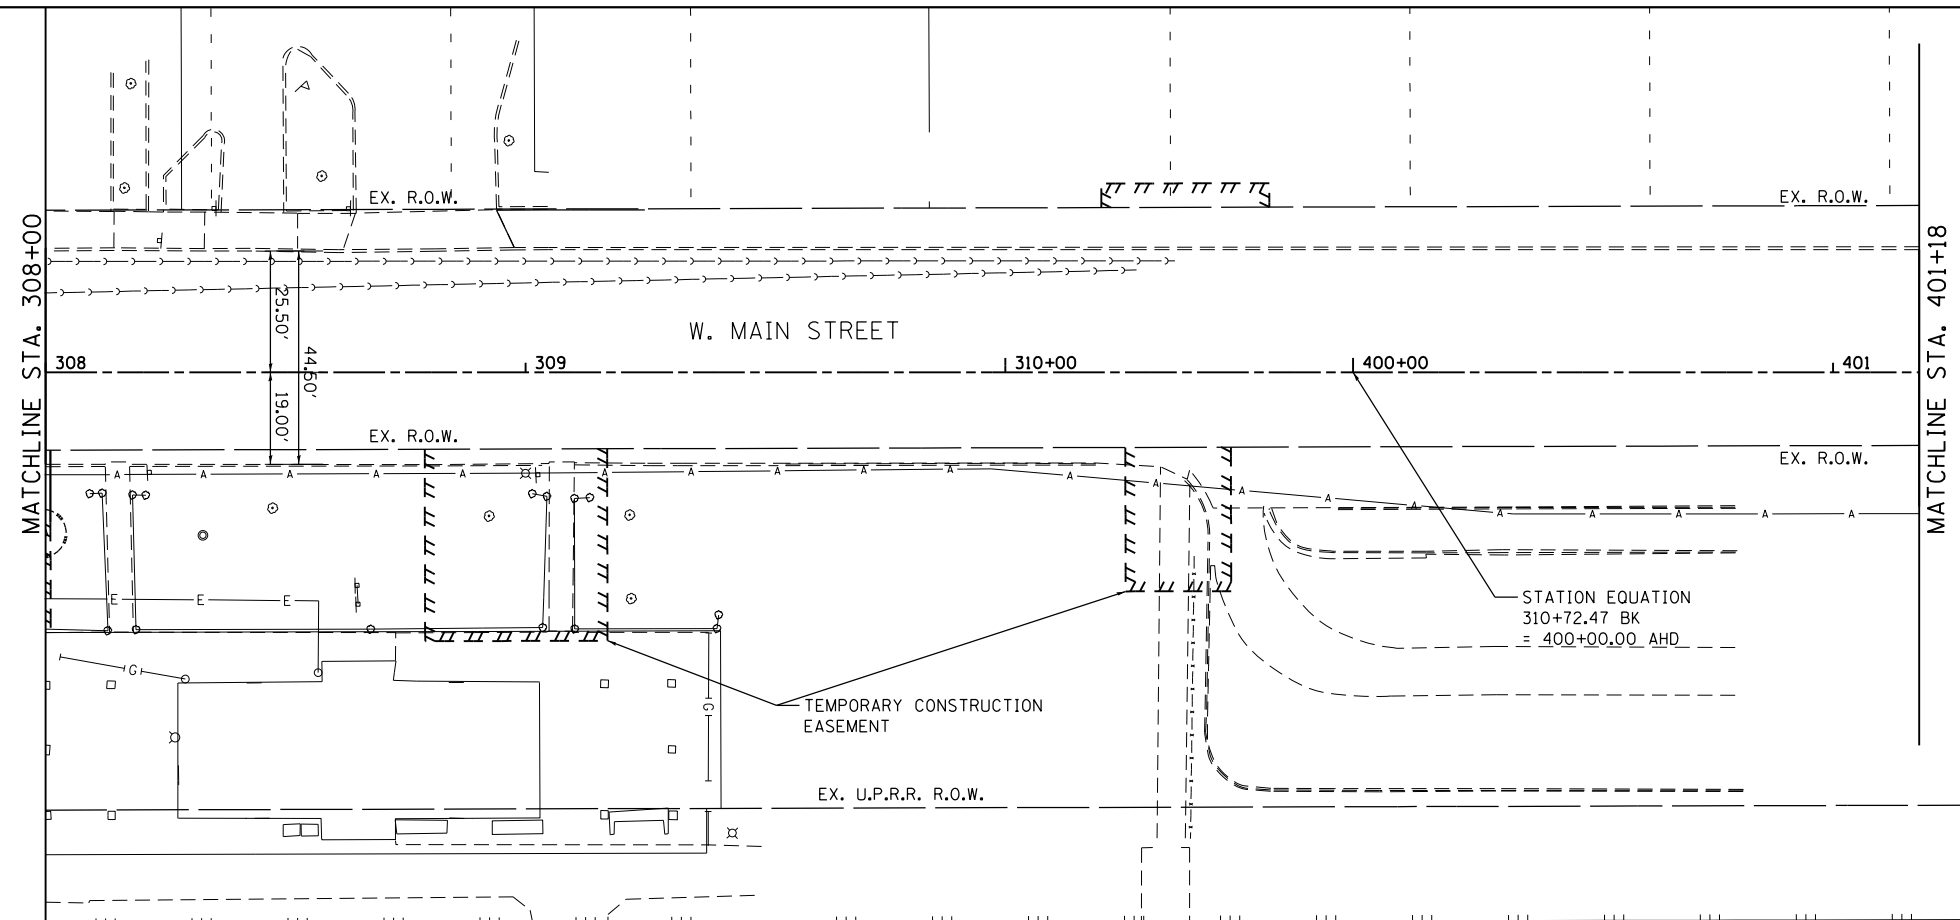 EX. R.O.W.
EX. R.O.W.
MATCHLINE STA. 308+00
MATCHLINE STA. 401+18
25.50'
44.50'
19.00'
W. MAIN STREET
308
309
310+00
400+00
401
EX. R.O.W.
EX. R.O.W.
A A A A A A A A A A A A A A A A A A A A A
E E E
STATION EQUATION
310+72.47 BK
= 400+00.00 AHD
G
G
TEMPORARY CONSTRUCTION
EASEMENT
EX. U.P.R.R. R.O.W.